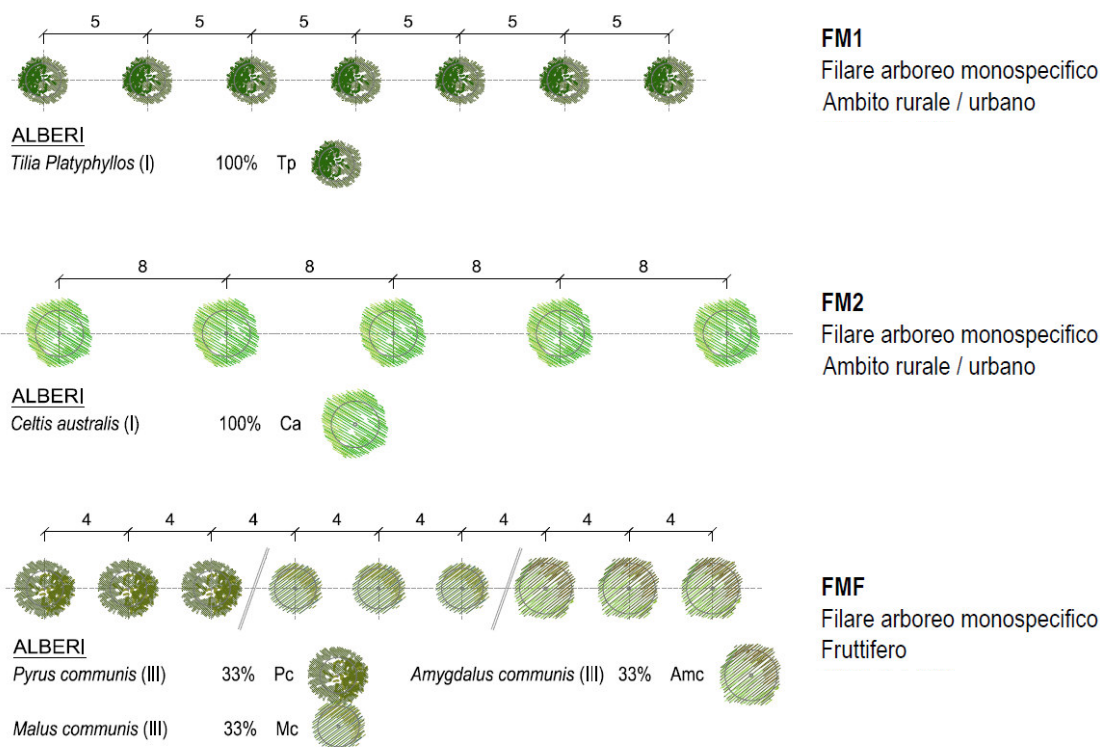 5 5 5 5 5 5
FM1
Filare arboreo monospecifico
Ambito rurale / urbano
ALBERI
Tilia Platyphyllos (I) 100% Tp
8 8 8 8
FM2
Filare arboreo monospecifico
Ambito rurale / urbano
ALBERI
Celtis australis (I) 100% Ca
4 4 4 4 4 4 4 4
FMF
Filare arboreo monospecifico
Fruttifero
ALBERI
Pyrus communis (III) 33% Pc
Amygdalus communis (III) 33% Amc
Malus communis (III) 33% Mc